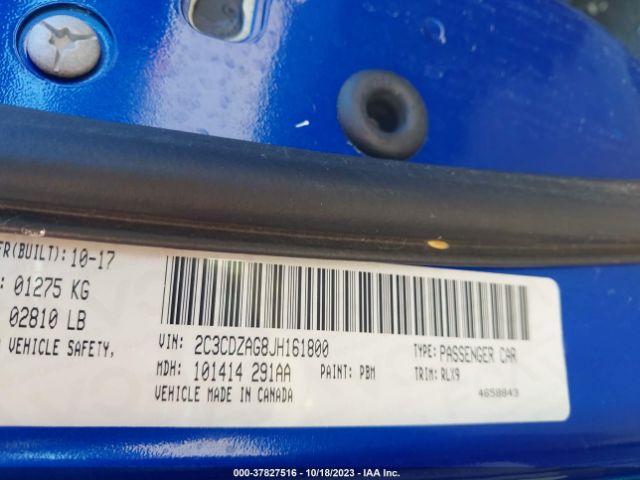 FR(BUILT): 10-17
: 01275 KG
02810 LB
VEHICLE SAFETY,
VIN: 2C3CDZAG8JH161800
TYPE: PASSENGER CAR
MDH: 101414 291AA
PAINT: PBM
TRIM: RLX9
VEHICLE MADE IN CANADA
4658843
000-37827516 - 10/18/2023 - IAA Inc.